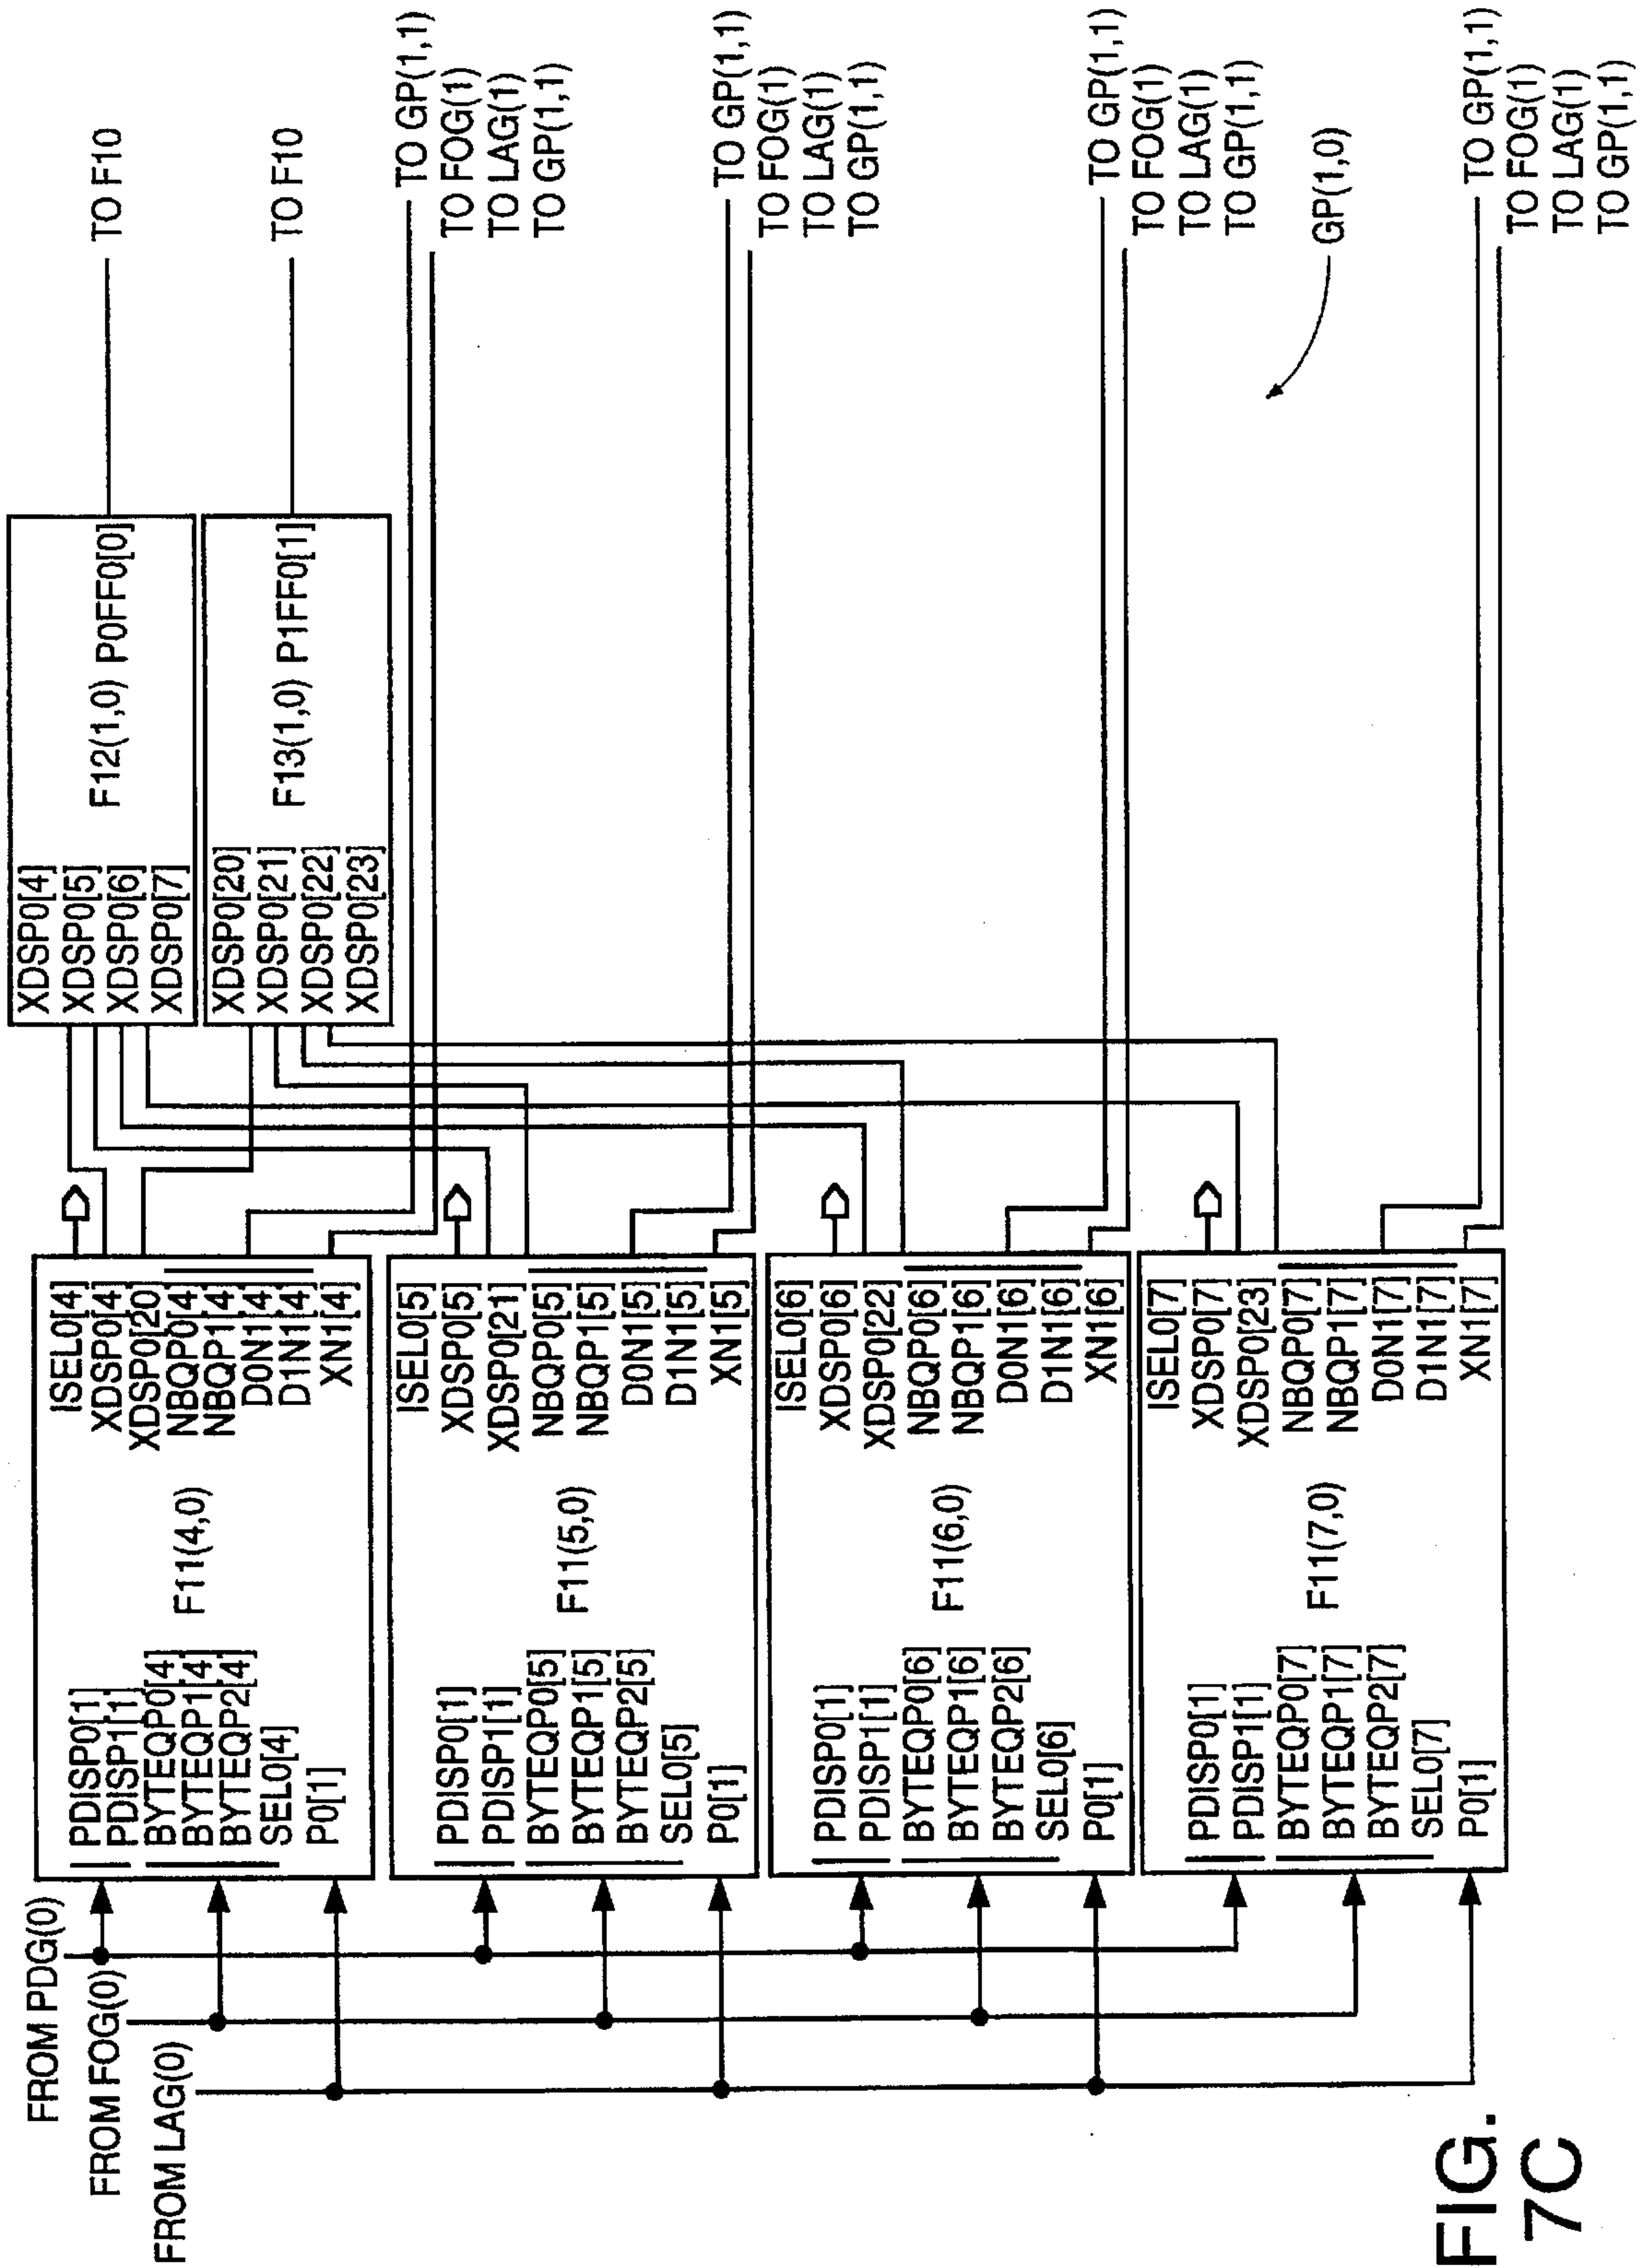 FROM PDG(0)
FROM FOG(0)
FROM LAG(0)
PDISP0[1]
PDISP1[1]
BYTEQP0[4]
BYTEQP1[4]
BYTEQP2[4]
SEL0[4]
P0[1]
F11(4,0)
ISEL0[4]
XDSP0[4]
XDSP0[20]
NBQP0[4]
NBQP1[4]
D0N1[4]
D1N1[4]
XN1[4]
PDISP0[1]
PDISP1[1]
BYTEQP0[5]
BYTEQP1[5]
BYTEQP2[5]
SEL0[5]
P0[1]
F11(5,0)
ISEL0[5]
XDSP0[5]
XDSP0[21]
NBQP0[5]
NBQP1[5]
D0N1[5]
D1N1[5]
XN1[5]
PDISP0[1]
PDISP1[1]
BYTEQP0[6]
BYTEQP1[6]
BYTEQP2[6]
SEL0[6]
P0[1]
F11(6,0)
ISEL0[6]
XDSP0[6]
XDSP0[22]
NBQP0[6]
NBQP1[6]
D0N1[6]
D1N1[6]
XN1[6]
PDISP0[1]
PDISP1[1]
BYTEQP0[7]
BYTEQP1[7]
BYTEQP2[7]
SEL0[7]
P0[1]
F11(7,0)
ISEL0[7]
XDSP0[7]
XDSP0[23]
NBQP0[7]
NBQP1[7]
D0N1[7]
D1N1[7]
XN1[7]
XDSP0[4]
XDSP0[5]
XDSP0[6]
XDSP0[7]
F12(1,0) P0FF0[0]
XDSP0[20]
XDSP0[21]
XDSP0[22]
XDSP0[23]
F13(1,0) P1FF0[1]
TO F10
TO F10
TO GP(1,1)
TO FOG(1)
TO LAG(1)
TO GP(1,1)
TO GP(1,1)
TO FOG(1)
TO LAG(1)
TO GP(1,1)
TO GP(1,1)
TO FOG(1)
TO LAG(1)
TO GP(1,1)
GP(1,0)
TO GP(1,1)
TO FOG(1)
TO LAG(1)
TO GP(1,1)
FIG.
7C